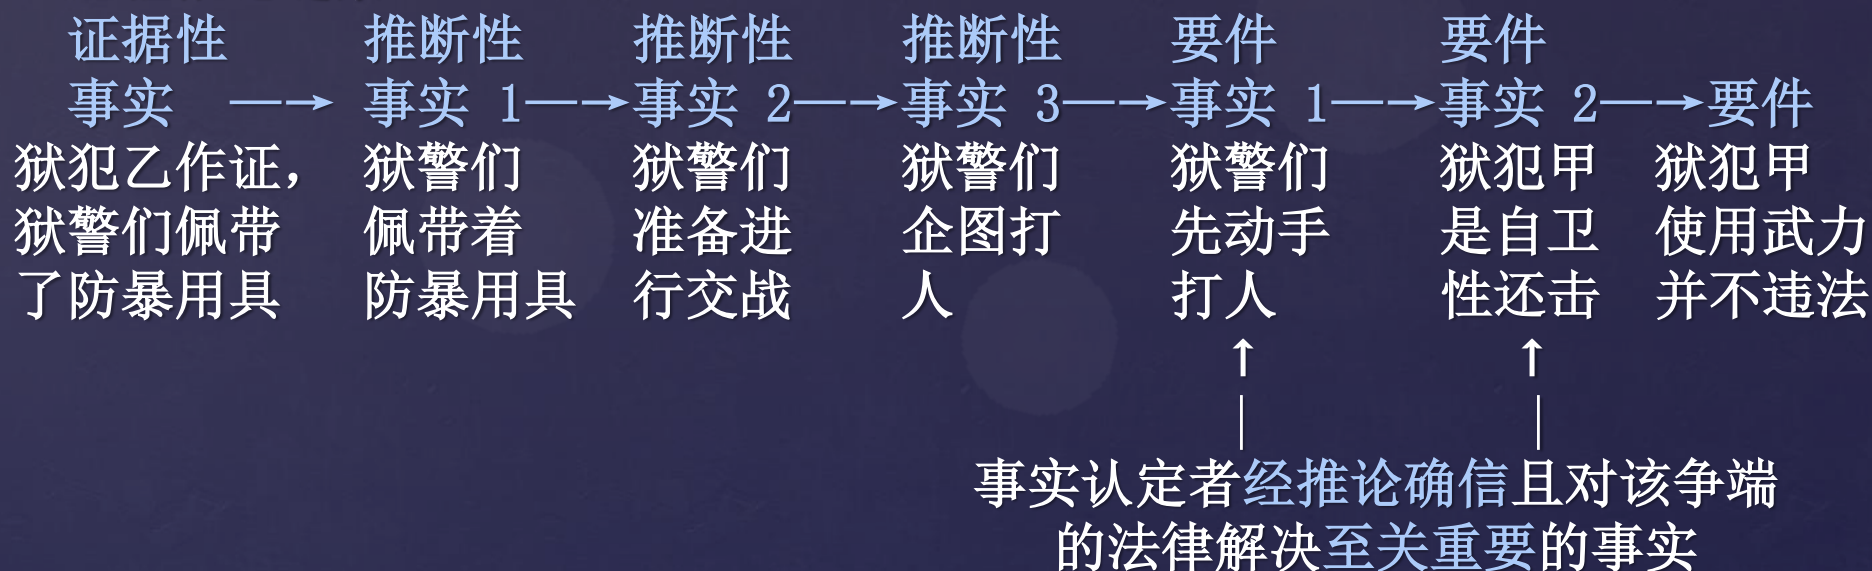 证据性 推断性 推断性 推断性 要件 要件
事实 → 事实 1 → 事实 2 → 事实 3 → 事实 1 → 事实 2 → 要件
狱犯乙作证， 狱警们 狱警们 狱警们 狱警们 狱犯甲 狱犯甲
狱警们佩带 佩带着 准备进 企图打 先动手 是自卫 使用武力
了防暴用具 防暴用具 行交战 人 打人 性还击 并不违法
事实认定者经推论确信且对该争端
的法律解决至关重要的事实